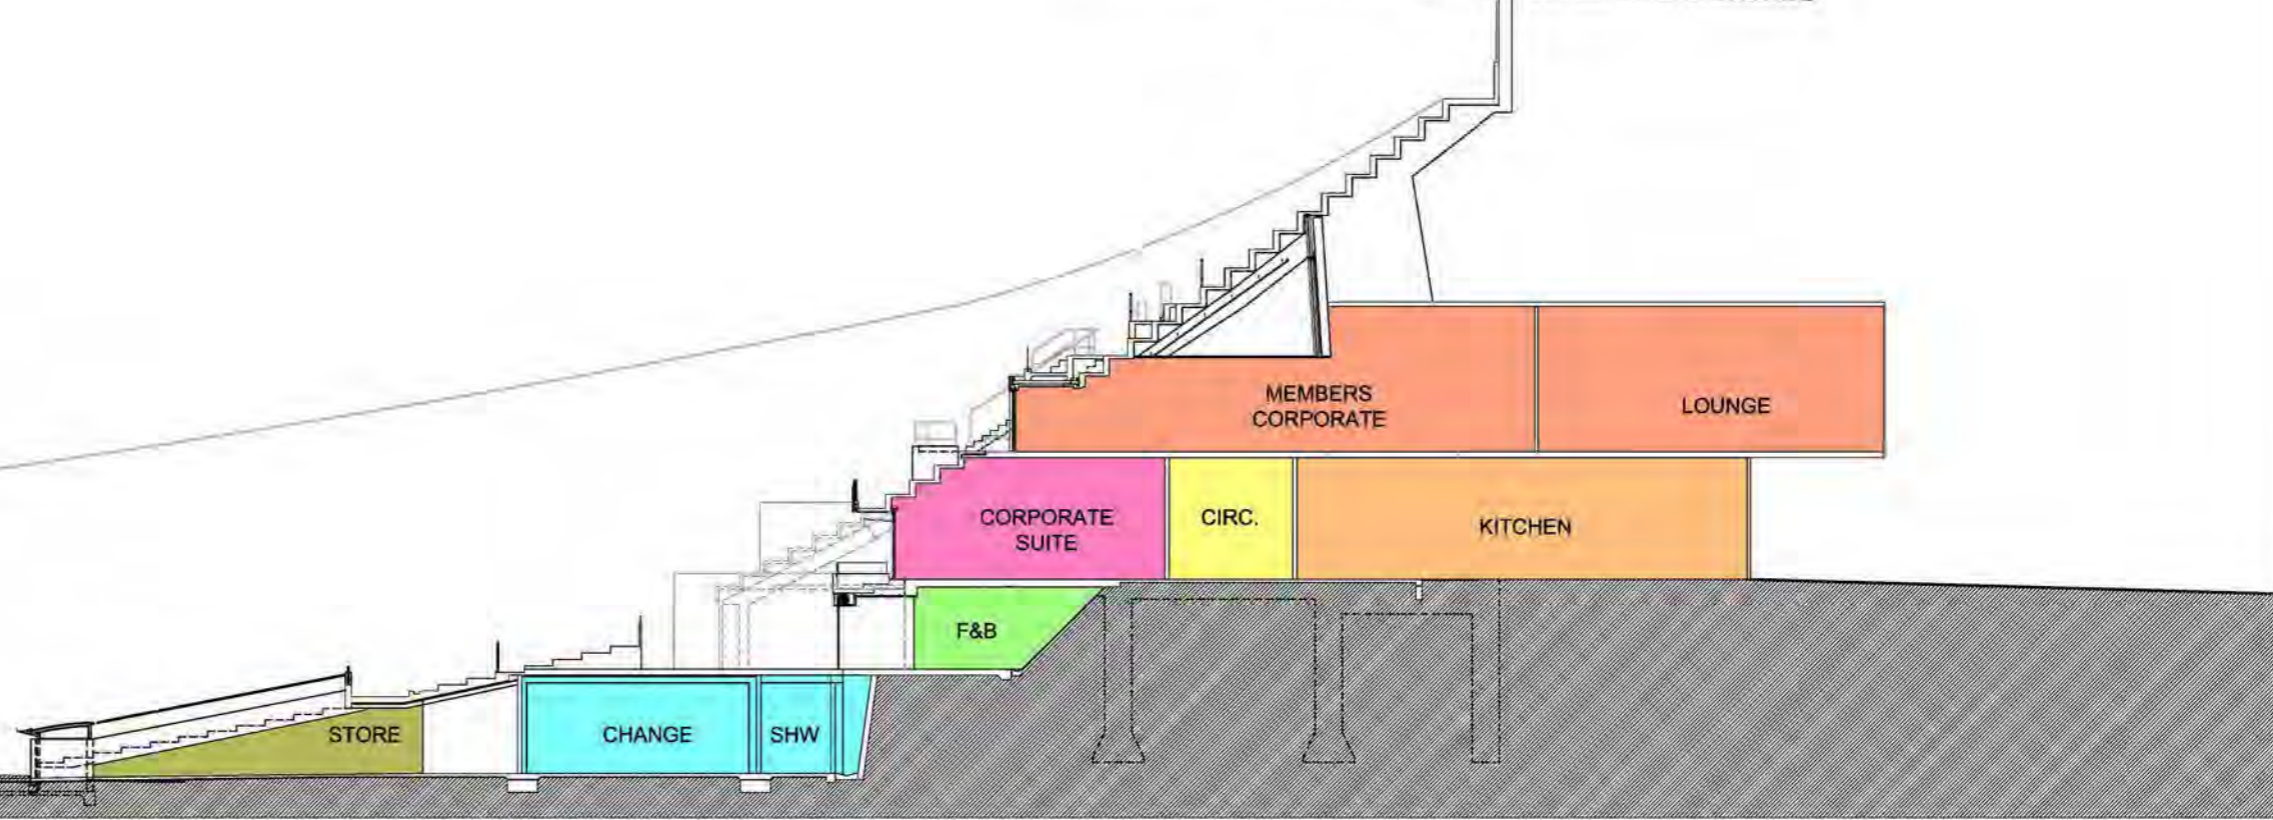 MEMBERS
CORPORATE
LOUNGE
CORPORATE
SUITE
CIRC.
KITCHEN
F&B
STORE
CHANGE
SHW